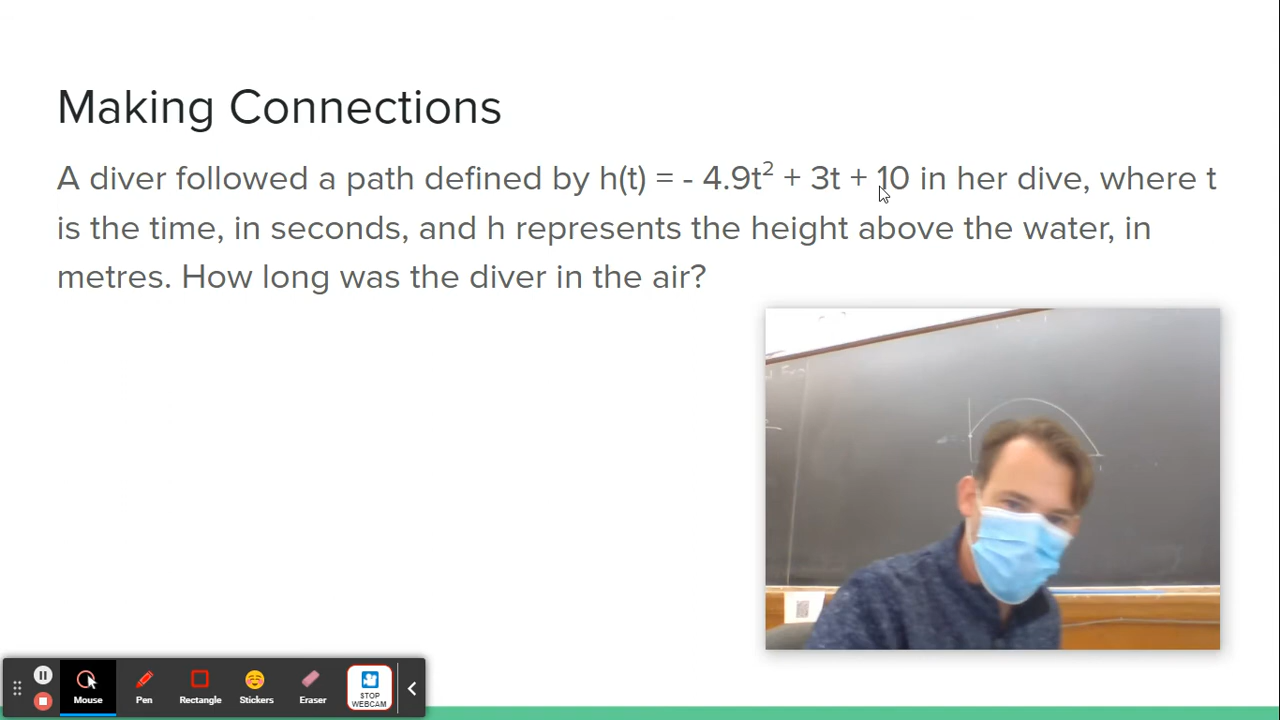 Making Connections
A diver followed a path defined by h(t) = - 4.9t² + 3t + 10 in her dive, where t
is the time, in seconds, and h represents the height above the water, in
metres. How long was the diver in the air?
Mouse
Pen
Rectangle
Stickers
Eraser
STOP
WEBCAM